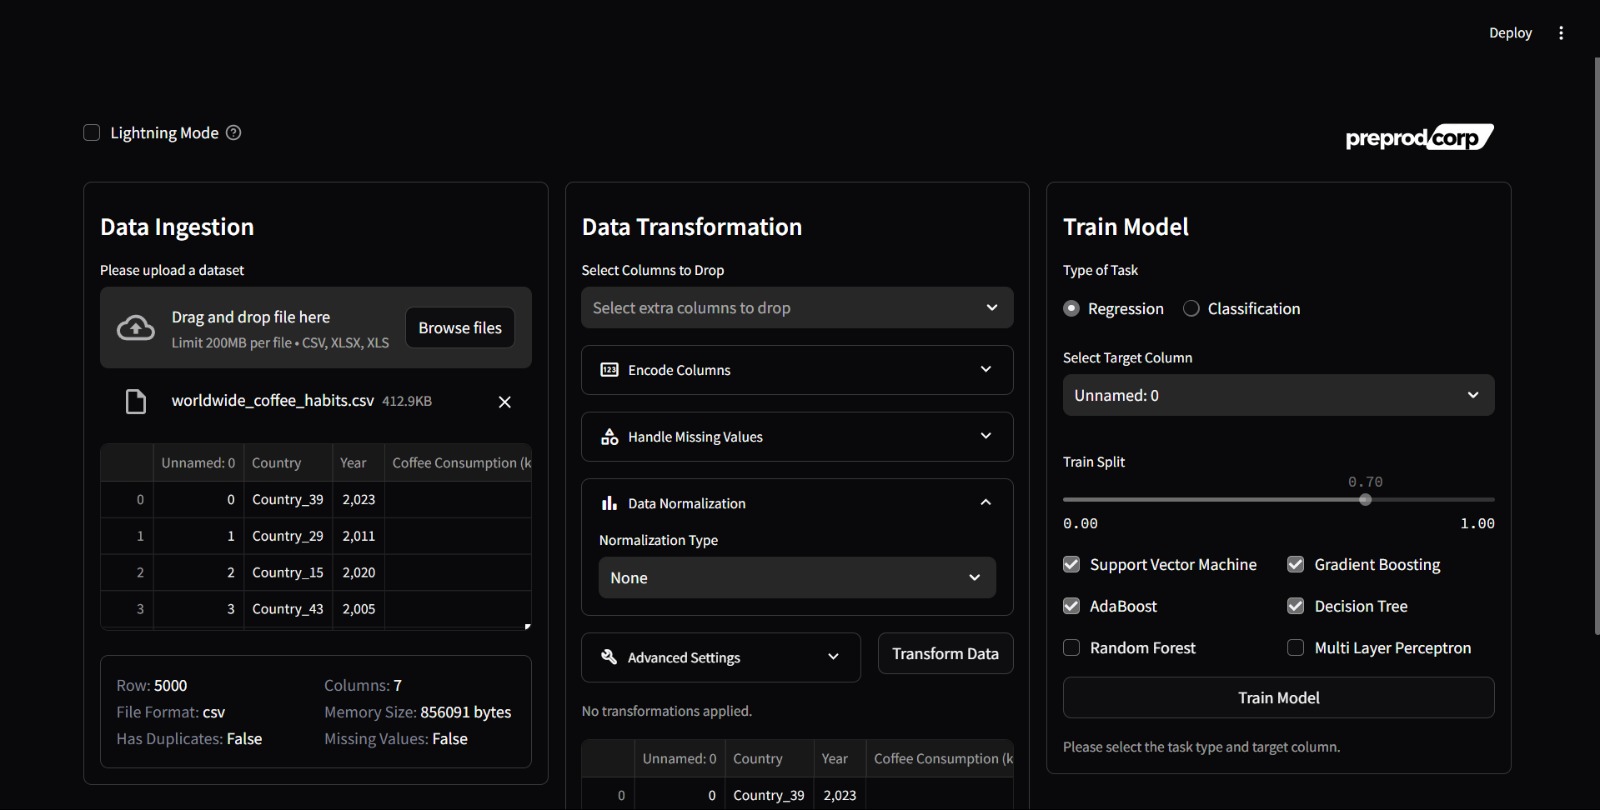 Deploy
Lightning Mode
preprod corp
Data Ingestion
Please upload a dataset
Drag and drop file here
Limit 200MB per file • CSV, XLSX, XLS
Browse files
worldwide_coffee_habits.csv 412.9KB
Unnamed: 0 Country Year Coffee Consumption (k
0 0 Country_39 2,023
1 1 Country_29 2,011
2 2 Country_15 2,020
3 3 Country_43 2,005
Row: 5000 Columns: 7
File Format: csv Memory Size: 856091 bytes
Has Duplicates: False Missing Values: False
Data Transformation
Select Columns to Drop
Select extra columns to drop
Encode Columns
Handle Missing Values
Data Normalization
Normalization Type
None
Advanced Settings
Transform Data
No transformations applied.
Unnamed: 0 Country Year Coffee Consumption (k
0 0 Country_39 2,023
Train Model
Type of Task
Regression Classification
Select Target Column
Unnamed: 0
Train Split
0.70
0.00 1.00
Support Vector Machine Gradient Boosting
AdaBoost Decision Tree
Random Forest Multi Layer Perceptron
Train Model
Please select the task type and target column.